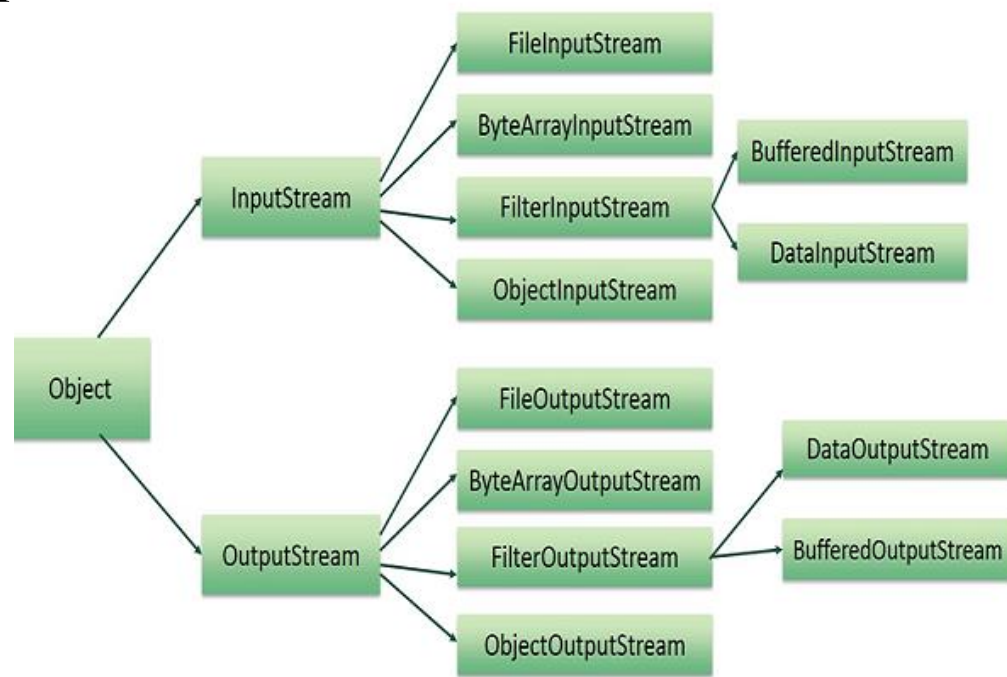 FileInputStream
ByteArrayInputStream
BufferedInputStream
InputStream
FilterInputStream
DataInputStream
ObjectInputStream
Object
FileOutputStream
DataOutputStream
ByteArrayOutputStream
OutputStream
FilterOutputStream
BufferedOutputStream
ObjectOutputStream